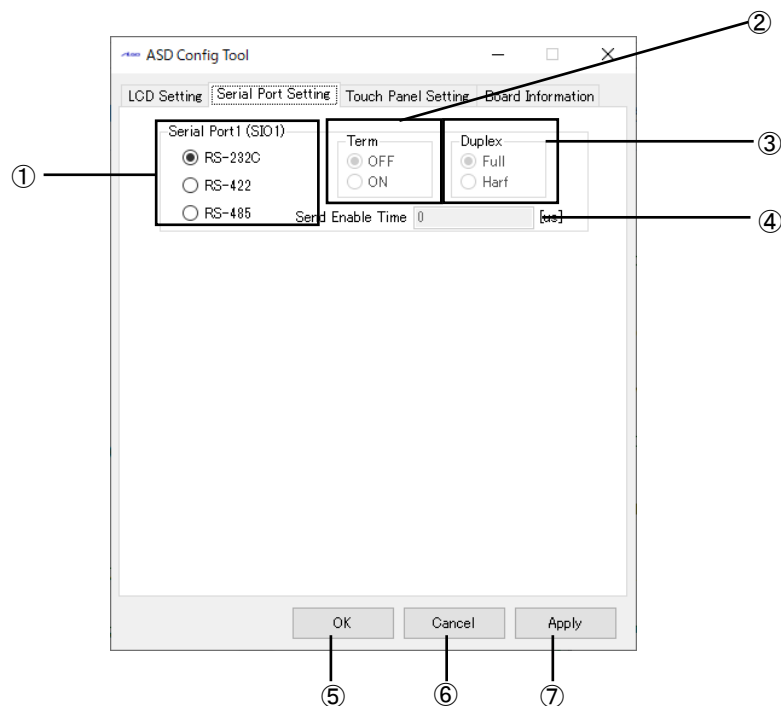 ②
ASD Config Tool
LCD Setting Serial Port Setting Touch Panel Setting Board Information
Serial Port1 (SIO1)
Term
Duplex
③
RS-232C
OFF
Full
①
RS-422
ON
Harf
RS-485
Send Enable Time 0 [us]
④
OK Cancel Apply
⑤ ⑥ ⑦